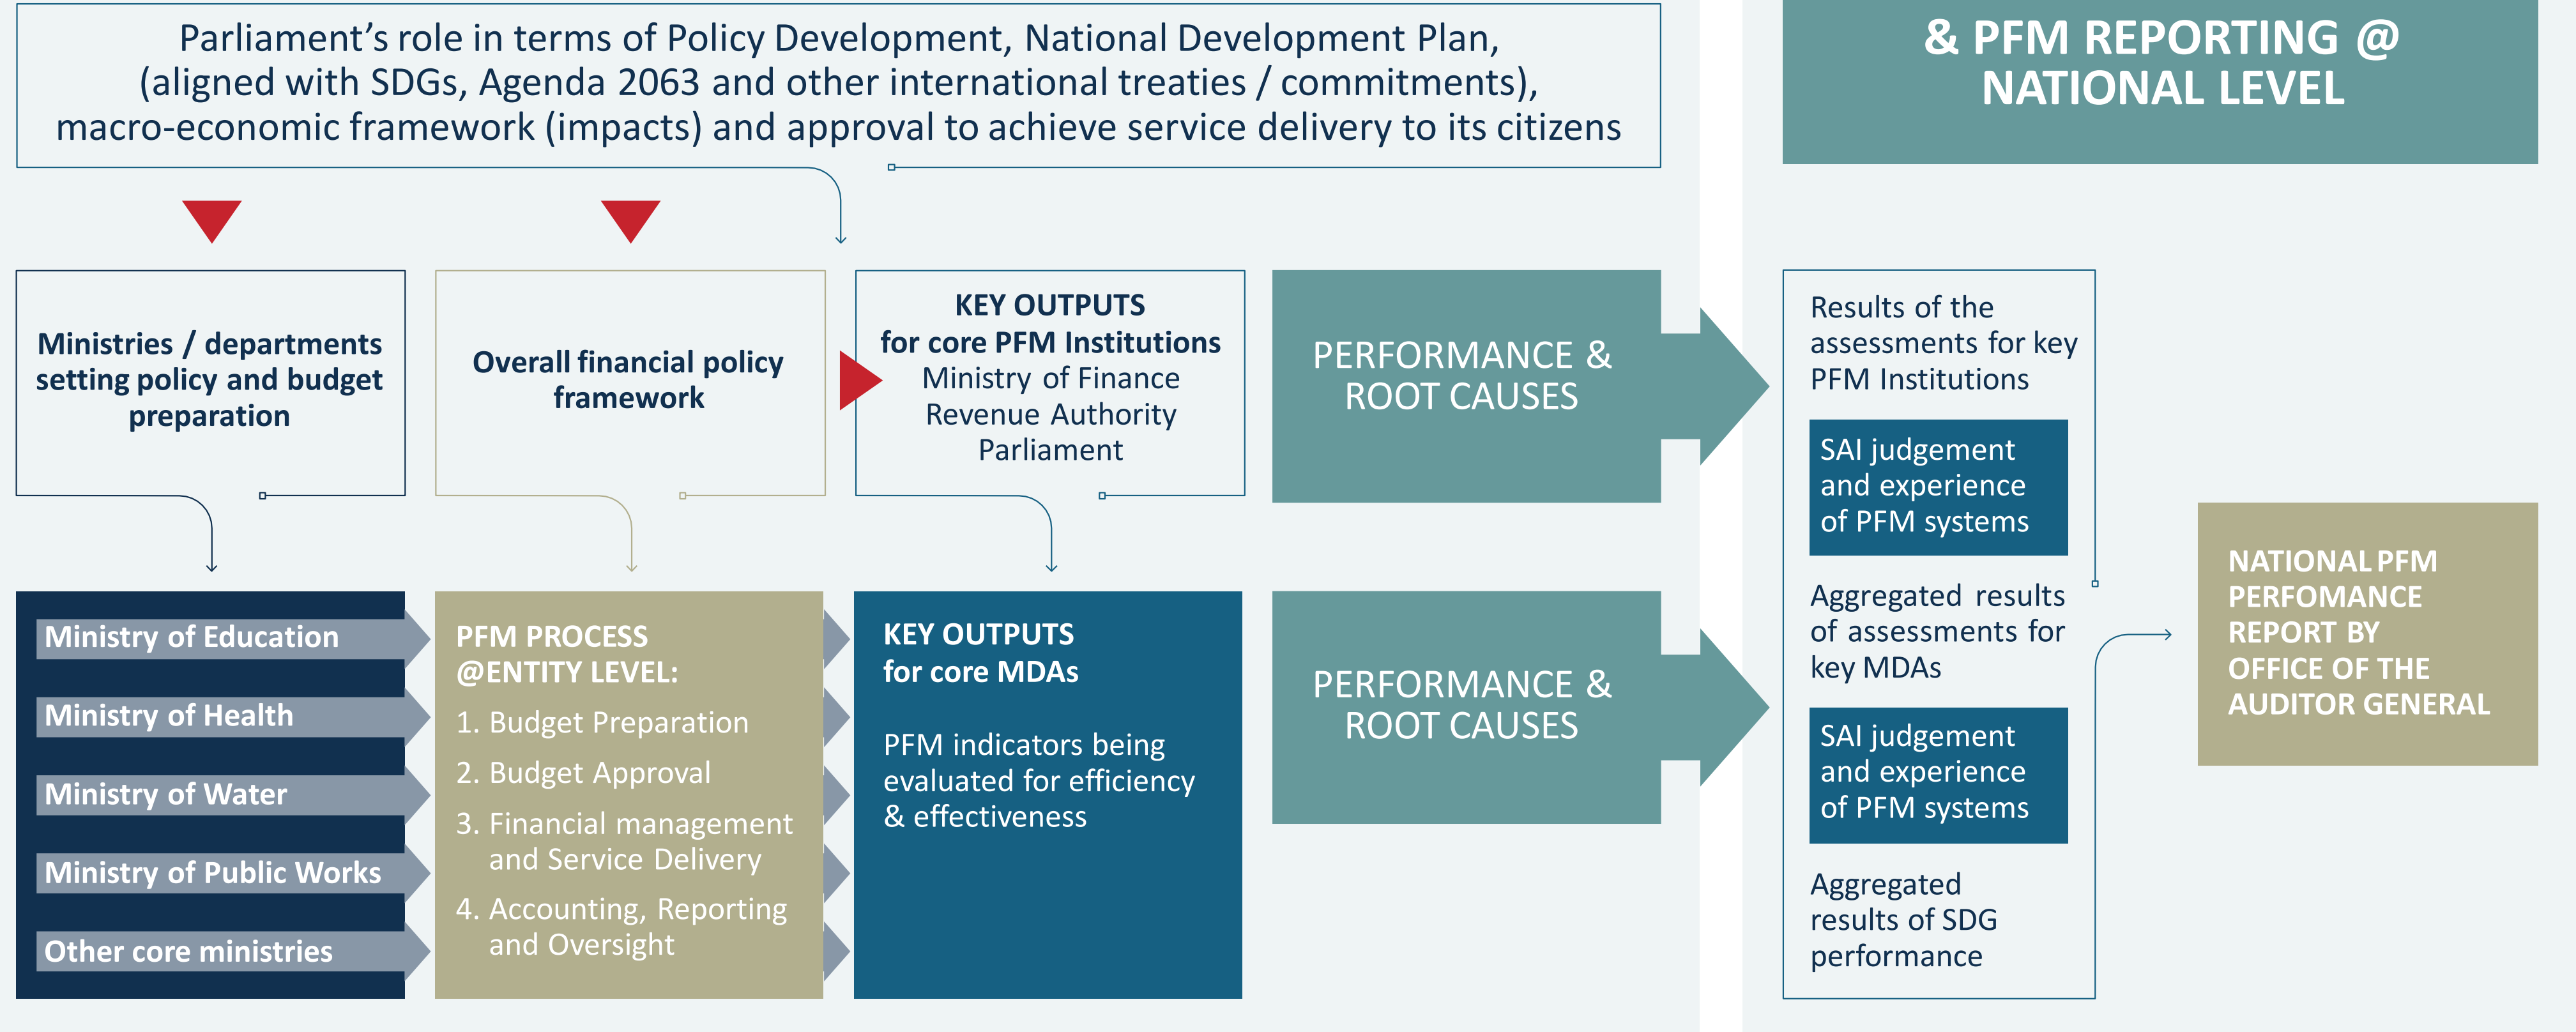 Parliament’s role in terms of Policy Development, National Development Plan,
(aligned with SDGs, Agenda 2063 and other international treaties / commitments),
macro-economic framework (impacts) and approval to achieve service delivery to its citizens
& PFM REPORTING @
NATIONAL LEVEL
Ministries / departments
setting policy and budget
preparation
Overall financial policy
framework
KEY OUTPUTS
for core PFM Institutions
Ministry of Finance
Revenue Authority
Parliament
PERFORMANCE &
ROOT CAUSES
Ministry of Education
Ministry of Health
Ministry of Water
Ministry of Public Works
Other core ministries
PFM PROCESS
@ENTITY LEVEL:
1. Budget Preparation
2. Budget Approval
3. Financial management
and Service Delivery
4. Accounting, Reporting
and Oversight
KEY OUTPUTS
for core MDAs
PFM indicators being
evaluated for efficiency
& effectiveness
PERFORMANCE &
ROOT CAUSES
Results of the
assessments for key
PFM Institutions
SAI judgement
and experience
of PFM systems
Aggregated results
of assessments for
key MDAs
SAI judgement
and experience
of PFM systems
Aggregated
results of SDG
performance
NATIONAL PFM
PERFOMANCE
REPORT BY
OFFICE OF THE
AUDITOR GENERAL